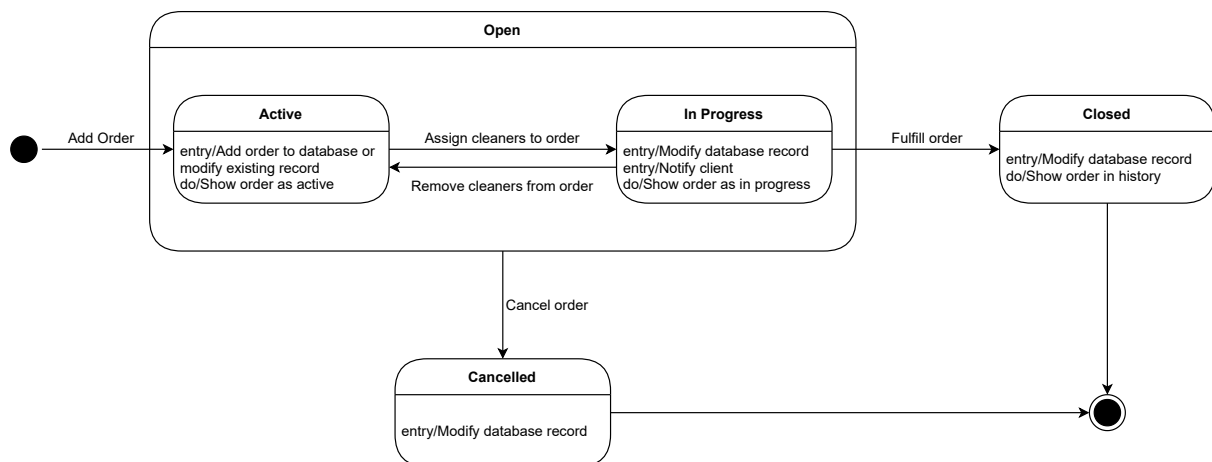 Open
Active
In Progress
Closed
Add Order
Assign cleaners to order
Fulfill order
entry/Add order to database or
modify existing record
do/Show order as active
Remove cleaners from order
entry/Modify database record
entry/Notify client
do/Show order as in progress
entry/Modify database record
do/Show order in history
Cancel order
Cancelled
entry/Modify database record